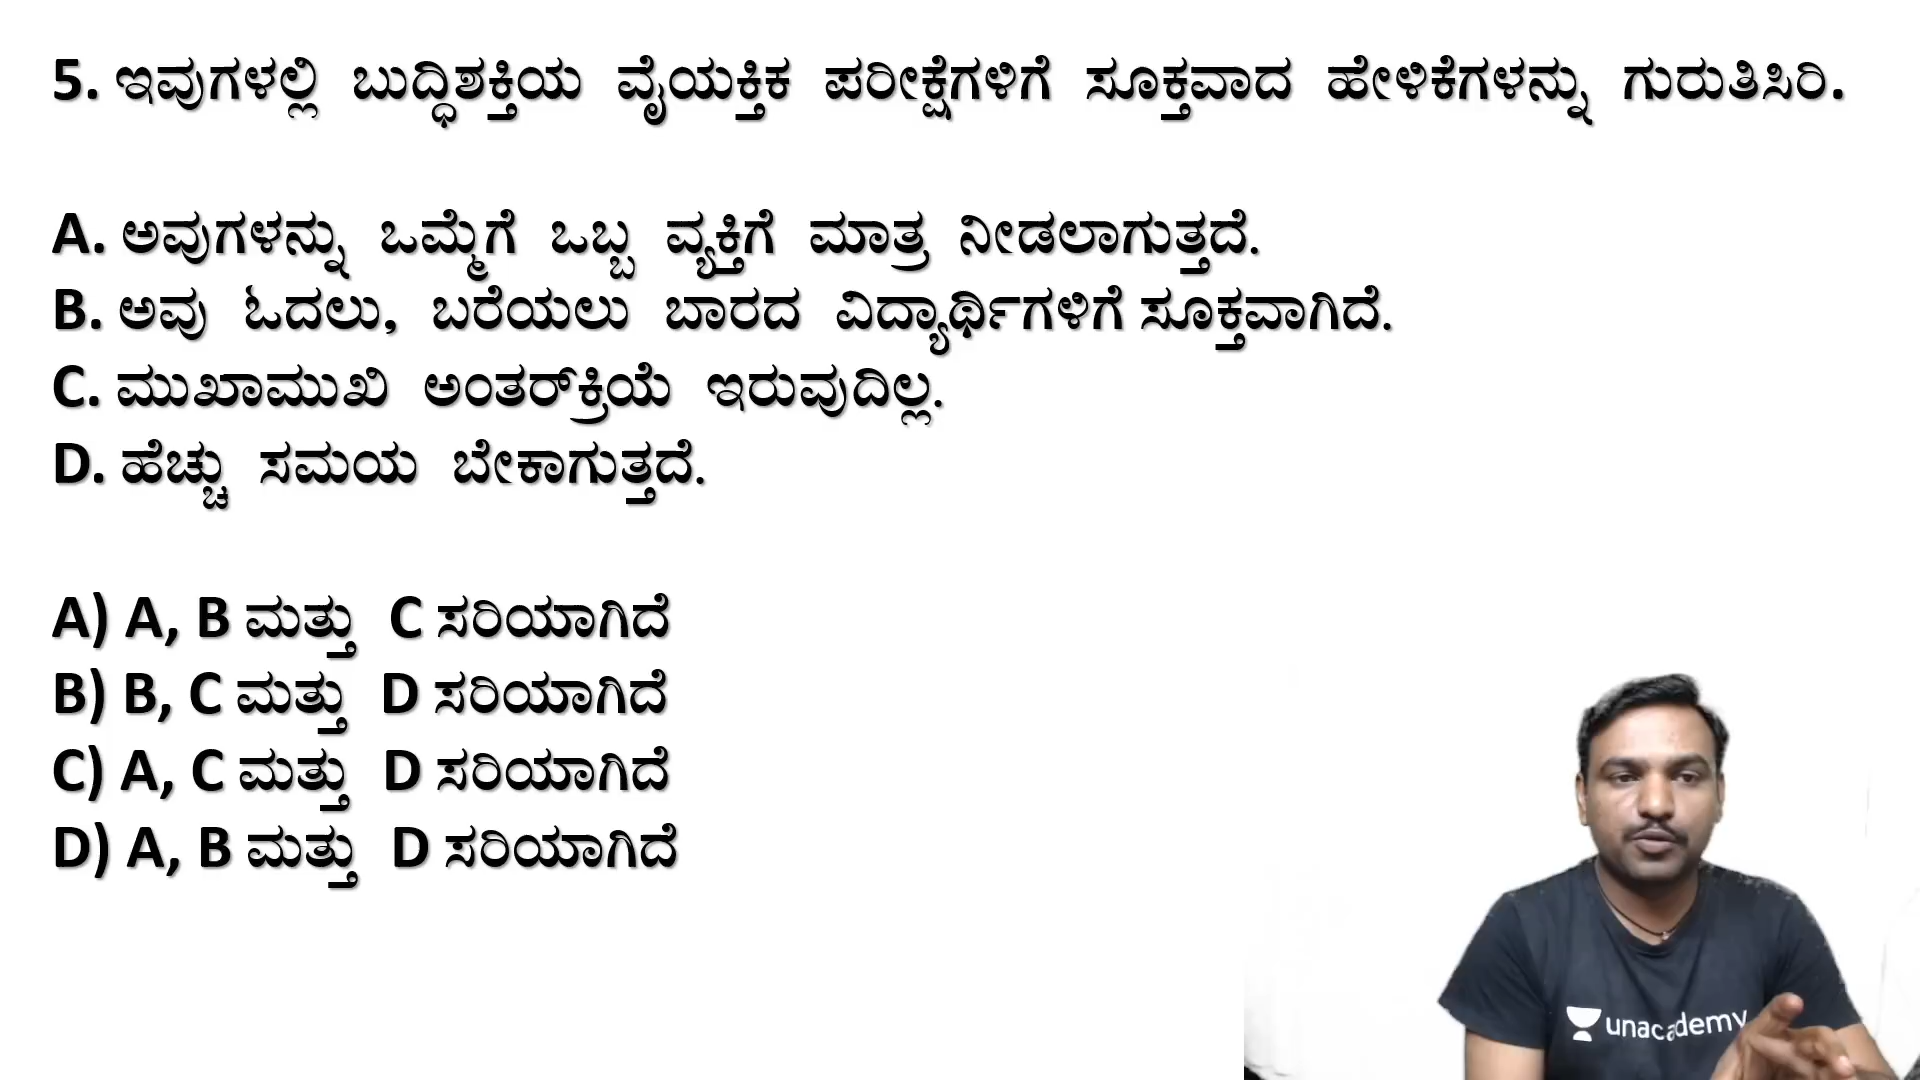 5. ಇವುಗಳಲ್ಲಿ ಬುದ್ಧಿಶಕ್ತಿಯ ವೈಯಕ್ತಿಕ ಪರೀಕ್ಷೆಗಳಿಗೆ ಸೂಕ್ತವಾದ ಹೇಳಿಕೆಗಳನ್ನು ಗುರುತಿಸಿರಿ.
A. ಅವುಗಳನ್ನು ಒಮ್ಮೆಗೆ ಒಬ್ಬ ವ್ಯಕ್ತಿಗೆ ಮಾತ್ರ ನೀಡಲಾಗುತ್ತದೆ.
B. ಅವು ಓದಲು, ಬರೆಯಲು ಬಾರದ ವಿದ್ಯಾರ್ಥಿಗಳಿಗೆ ಸೂಕ್ತವಾಗಿದೆ.
C. ಮುಖಾಮುಖಿ ಅಂತರ್‌ಕ್ರಿಯೆ ಇರುವುದಿಲ್ಲ.
D. ಹೆಚ್ಚು ಸಮಯ ಬೇಕಾಗುತ್ತದೆ.
A) A, B ಮತ್ತು C ಸರಿಯಾಗಿದೆ
B) B, C ಮತ್ತು D ಸರಿಯಾಗಿದೆ
C) A, C ಮತ್ತು D ಸರಿಯಾಗಿದೆ
D) A, B ಮತ್ತು D ಸರಿಯಾಗಿದೆ
unacademy